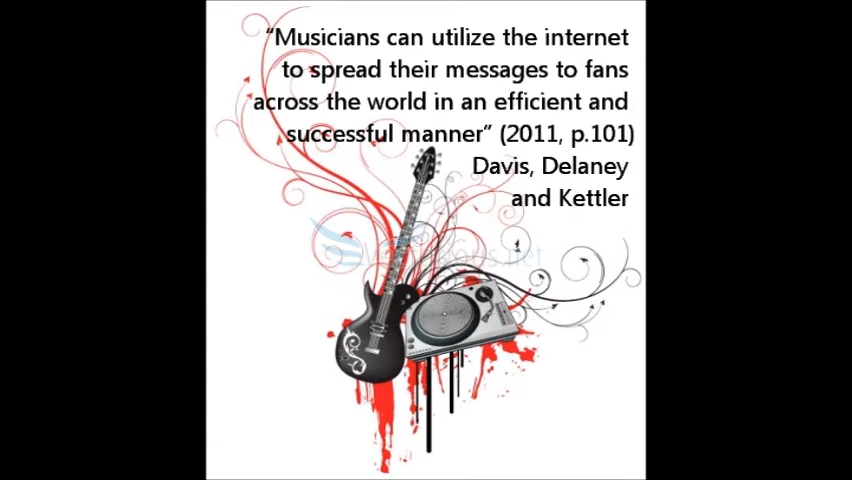 “Musicians can utilize the internet
to spread their messages to fans
across the world in an efficient and
successful manner” (2011, p.101)
Davis, Delaney
and Kettler